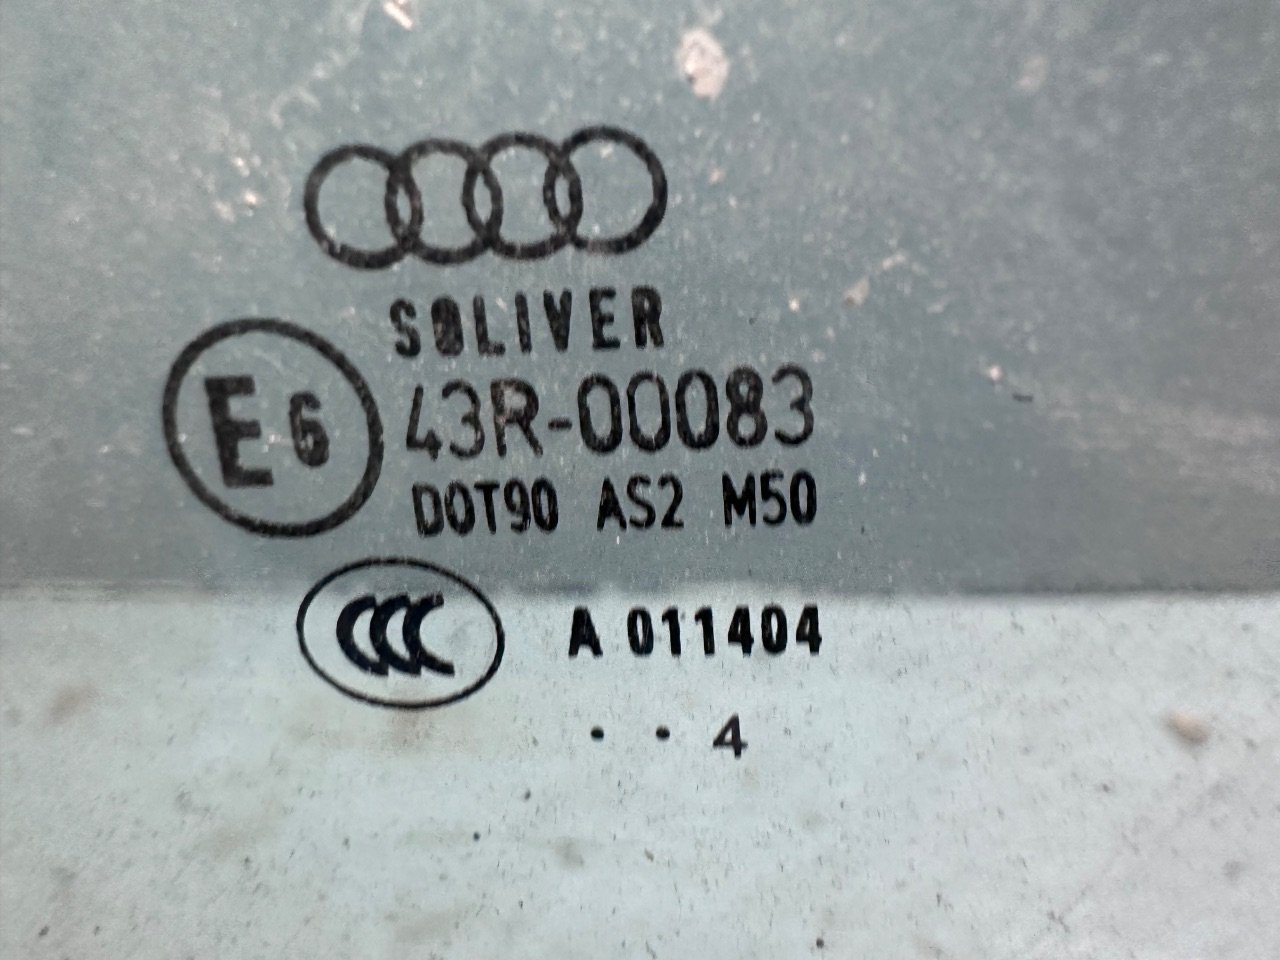 SOLIVER
E6 43R-00083
DOT90 AS2 M50
CCC A 011404
. . 4